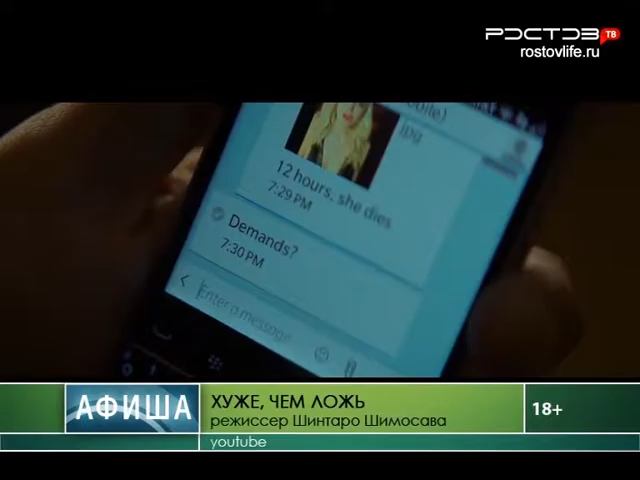 РОСТОВ ТВ
rostovlife.ru
jpg
12 hours, she dies
7:29 PM
Demands?
7:30 PM
Enter a message
АФИША
ХУЖЕ, ЧЕМ ЛОЖЬ
режиссер Шинтаро Шимосава
18+
youtube